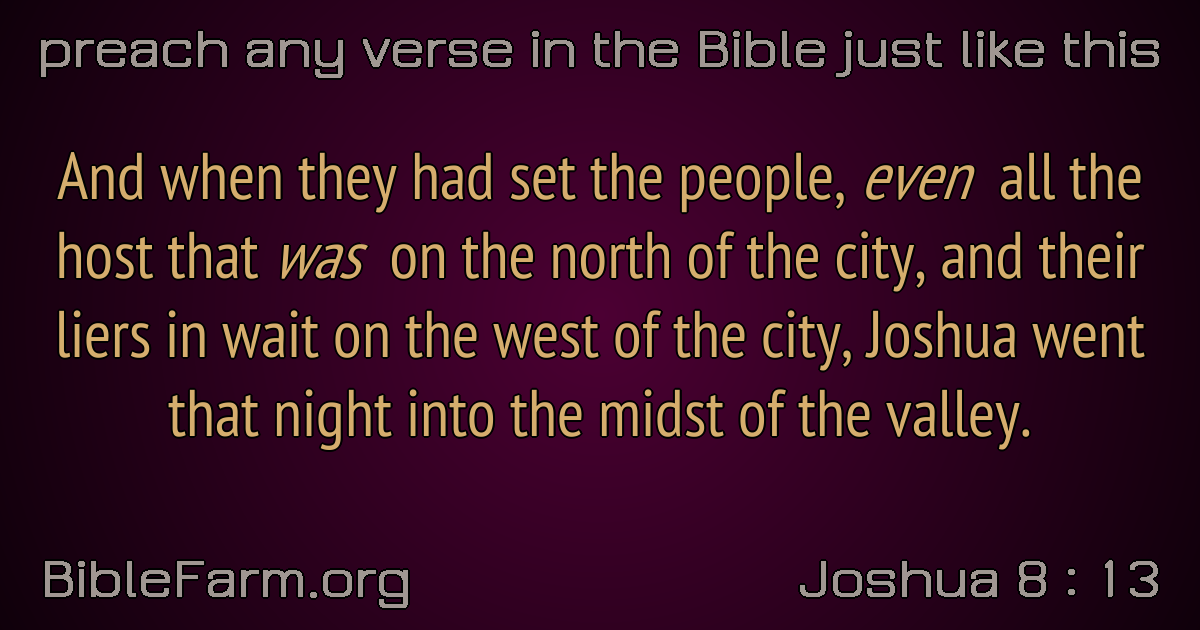 preach any verse in the Bible just like this
And when they had set the people, even all the
host that was on the north of the city, and their
liers in wait on the west of the city, Joshua went
that night into the midst of the valley.
BibleFarm.org
Joshua 8 : 13